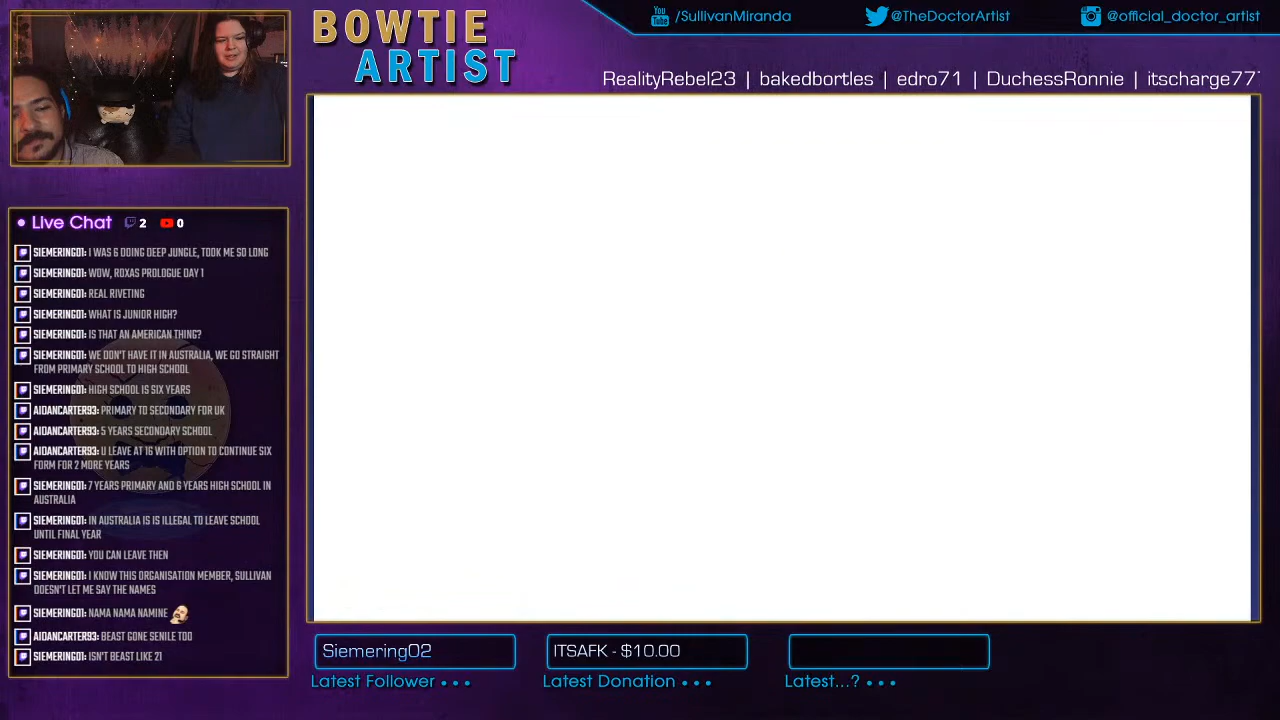 BOWTIE
ARTIST
/SullivanMiranda
@TheDoctorArtist
@official_doctor_artist
RealityRebel23 | bakedbortles | edro71 | DuchessRonnie | itscharge77
Live Chat 2 0
SIEMERING01: I WAS 6 DOING DEEP JUNGLE, TOOK ME SO LONG
SIEMERING01: WOW, ROXAS PROLOGUE DAY 1
SIEMERING01: REAL RIVETING
SIEMERING01: WHAT IS JUNIOR HIGH?
SIEMERING01: IS THAT AN AMERICAN THING?
SIEMERING01: WE DON'T HAVE IT IN AUSTRALIA, WE GO STRAIGHT
FROM PRIMARY SCHOOL TO HIGH SCHOOL
SIEMERING01: HIGH SCHOOL IS SIX YEARS
AIDANCARTER93: PRIMARY TO SECONDARY FOR UK
AIDANCARTER93: 5 YEARS SECONDARY SCHOOL
AIDANCARTER93: U LEAVE AT 16 WITH OPTION TO CONTINUE SIX
FORM FOR 2 MORE YEARS
SIEMERING01: 7 YEARS PRIMARY AND 6 YEARS HIGH SCHOOL IN
AUSTRALIA
SIEMERING01: IN AUSTRALIA IS IS ILLEGAL TO LEAVE SCHOOL
UNTIL FINAL YEAR
SIEMERING01: YOU CAN LEAVE THEN
SIEMERING01: I KNOW THIS ORGANISATION MEMBER, SULLIVAN
DOESN'T LET ME SAY THE NAMES
SIEMERING01: NAMA NAMA NAMINE
AIDANCARTER93: BEAST GONE SENILE TOO
SIEMERING01: ISN'T BEAST LIKE 21
Siemering02
Latest Follower • • •
ITSAFK - $10.00
Latest Donation • • •
Latest...? • • •